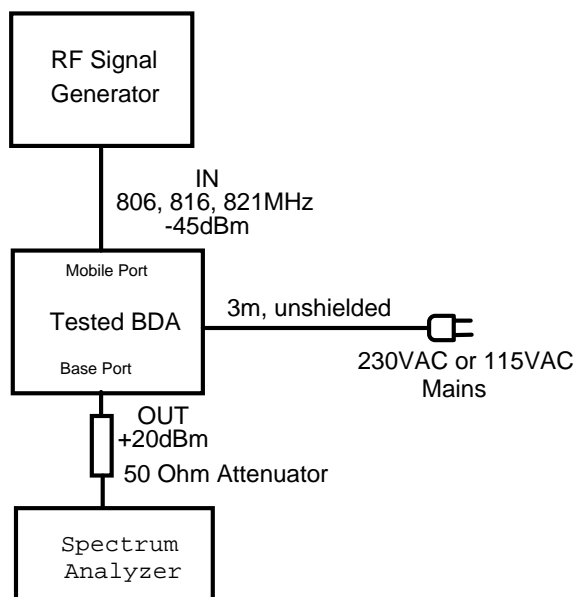 RF Signal
Generator
IN
806, 816, 821MHz
-45dBm
Mobile Port
Tested BDA
3m, unshielded
Base Port
230VAC or 115VAC
Mains
OUT
+20dBm
50 Ohm Attenuator
Spectrum
Analyzer